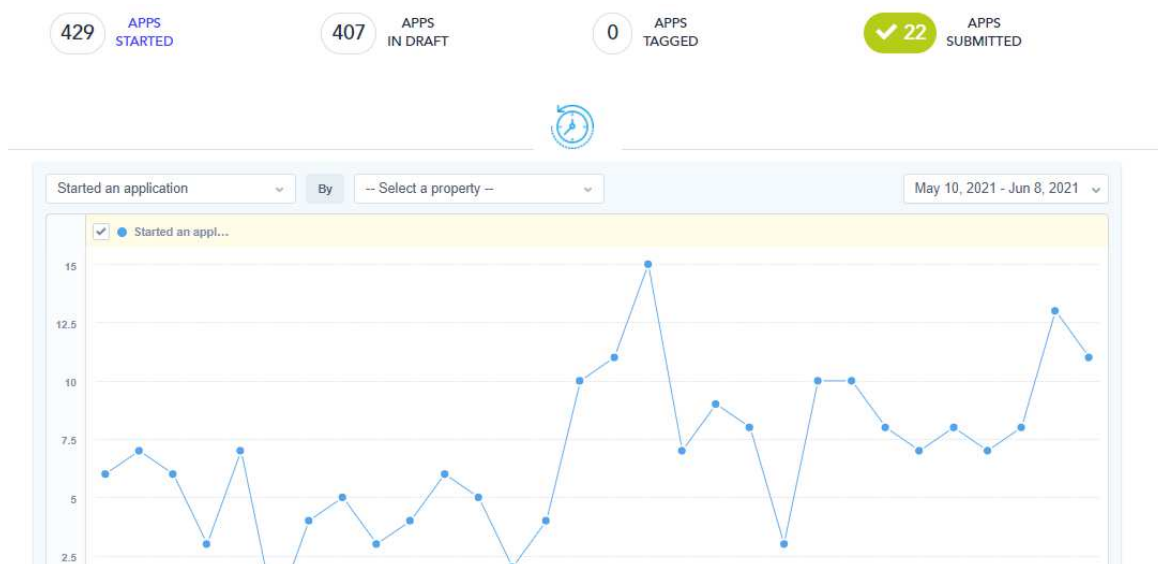 429 APPS STARTED
407 APPS IN DRAFT
0 APPS TAGGED
22 APPS SUBMITTED
Started an application By -- Select a property -- May 10, 2021 - Jun 8, 2021
Started an appl...
15
12.5
10
7.5
5
2.5